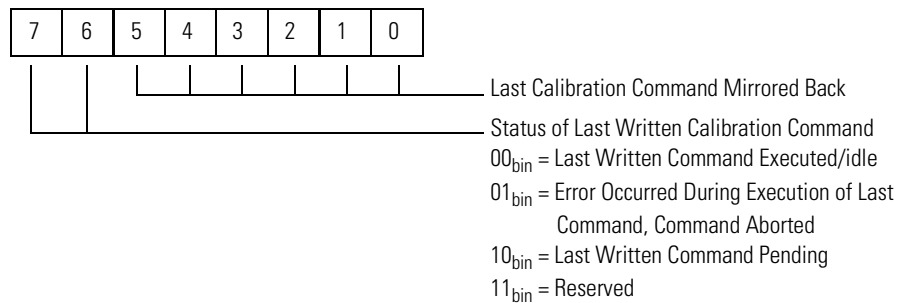 7 6 5 4 3 2 1 0
Last Calibration Command Mirrored Back
Status of Last Written Calibration Command
00bin = Last Written Command Executed/idle
01bin = Error Occurred During Execution of Last
Command, Command Aborted
10bin = Last Written Command Pending
11bin = Reserved